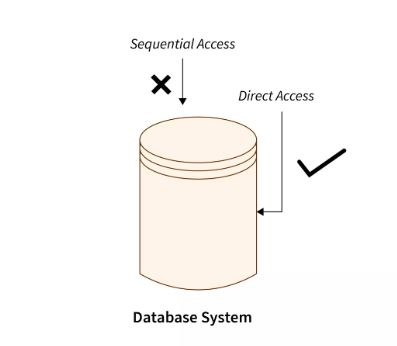 Sequential Access
Direct Access
Database System